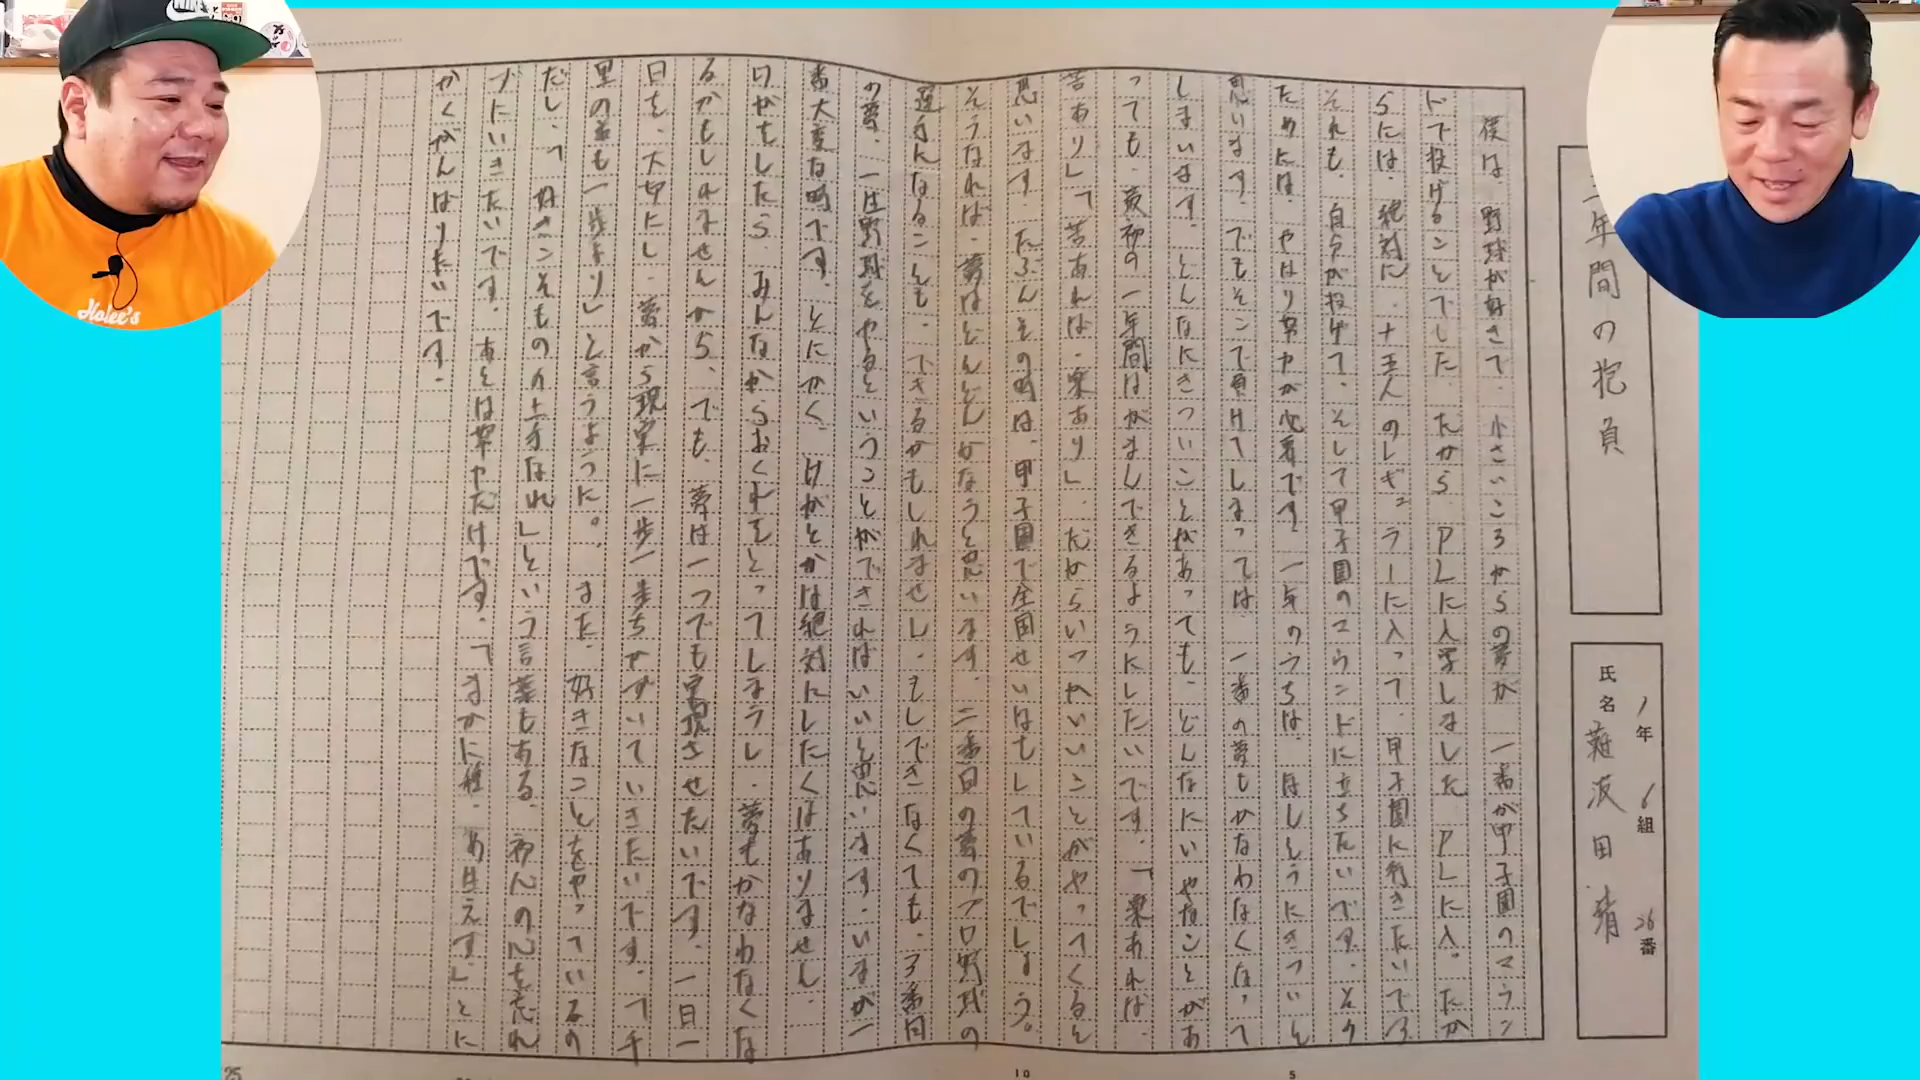 三年間の抱負
氏名
1年6組26番
難波田 清
僕は、野球が好きで、小さいころからの夢が、一番が甲子園のマウン
ドで投げることでした。だから、PLに入学しました。PLに入ったか
らには、絶対に、十五人のレギュラーに入って、甲子園に行きたいです。
それも、自分が投げて、そして甲子園のマウンドに立ちたいです。その
ためには、やはり努力が必要です。一年のうちは、ほんとうにきついと
思います。でもそこで負けてしまっては、一番の夢もかなわなくなって
しまいます。どんなにきついことがあっても、どんなにいやなことがあ
っても、最初の一年間はがまんできるようにしたいです。「楽あれば、
苦あり」「苦あれば、楽あり」、だからいつかいいことがやってくると
思います。たぶんその時は、甲子園で全国せいはもしているでしょう。
そうなれば、夢はどんどんかなうと思います。二番目の夢のプロ野球の
選手になることも、できるかもしれませし、もしできなくても、3番目
の夢、一生野球をやるということができればいいと思います。いまが一
番大変な時です。とにかく、けがとかは絶対にしたくはありません。
けがをしたら、みんなからおくれをとってしまうし、夢もかなわなくな
るかもしれませんから、でも、夢は一つでも実現させたいです。一日一
日を、大切にし、夢から現実に一歩一歩ちかずいていきたいです。「千
里の道も一歩より」と言うように。また、好きなことをやっているの
だし、「好きこそものの上手なれ」という言葉もある、初心の心を忘れ
ずにいきたいです。あとは努力だけです。「まかに種、あ生えず。」とに
かくがんばりたいです。
5
10
25
Holee's